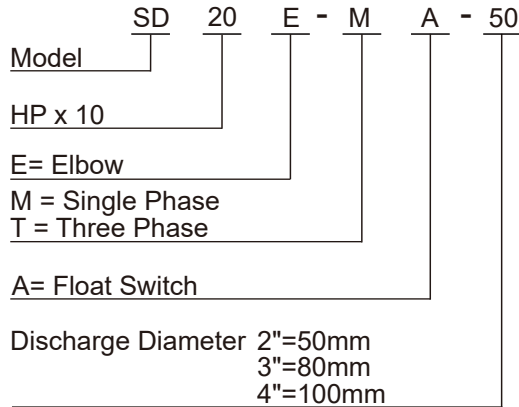 SD 20 E - M A - 50
Model
HP x 10
E= Elbow
M = Single Phase
T = Three Phase
A= Float Switch
Discharge Diameter 2"=50mm
3"=80mm
4"=100mm